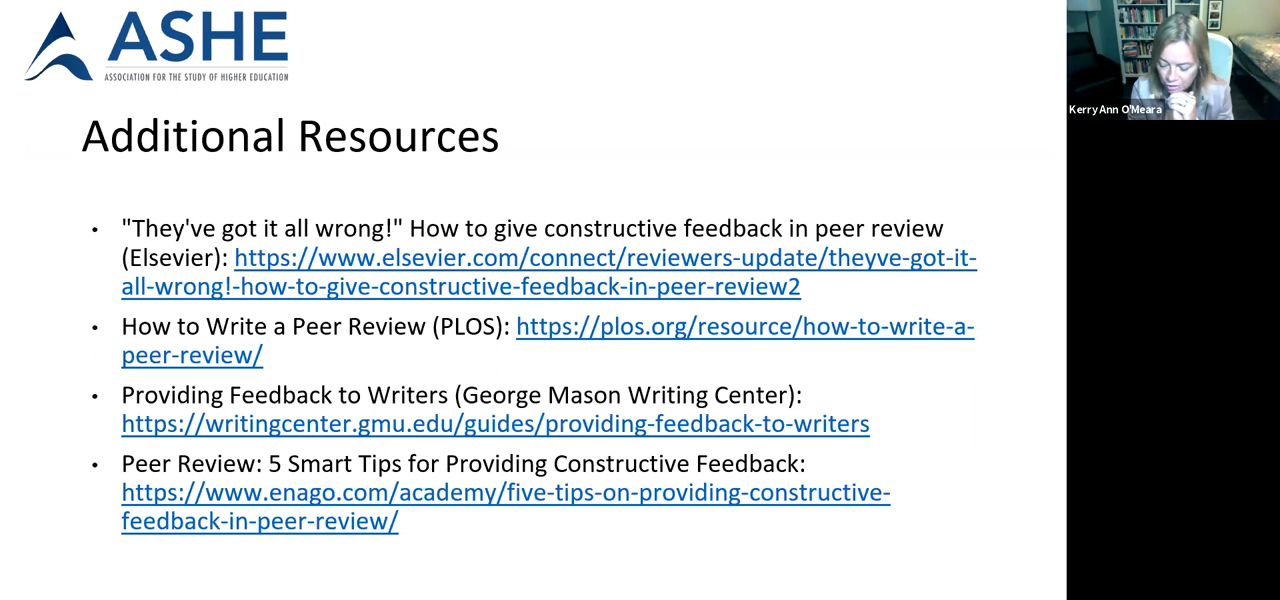 ASHE
ASSOCIATION FOR THE STUDY OF HIGHER EDUCATION
Kerry Ann O'Meara
Additional Resources
• "They've got it all wrong!" How to give constructive feedback in peer review
(Elsevier): https://www.elsevier.com/connect/reviewers-update/theyve-got-it-
all-wrong!-how-to-give-constructive-feedback-in-peer-review2
• How to Write a Peer Review (PLOS): https://plos.org/resource/how-to-write-a-
peer-review/
• Providing Feedback to Writers (George Mason Writing Center):
https://writingcenter.gmu.edu/guides/providing-feedback-to-writers
• Peer Review: 5 Smart Tips for Providing Constructive Feedback:
https://www.enago.com/academy/five-tips-on-providing-constructive-
feedback-in-peer-review/